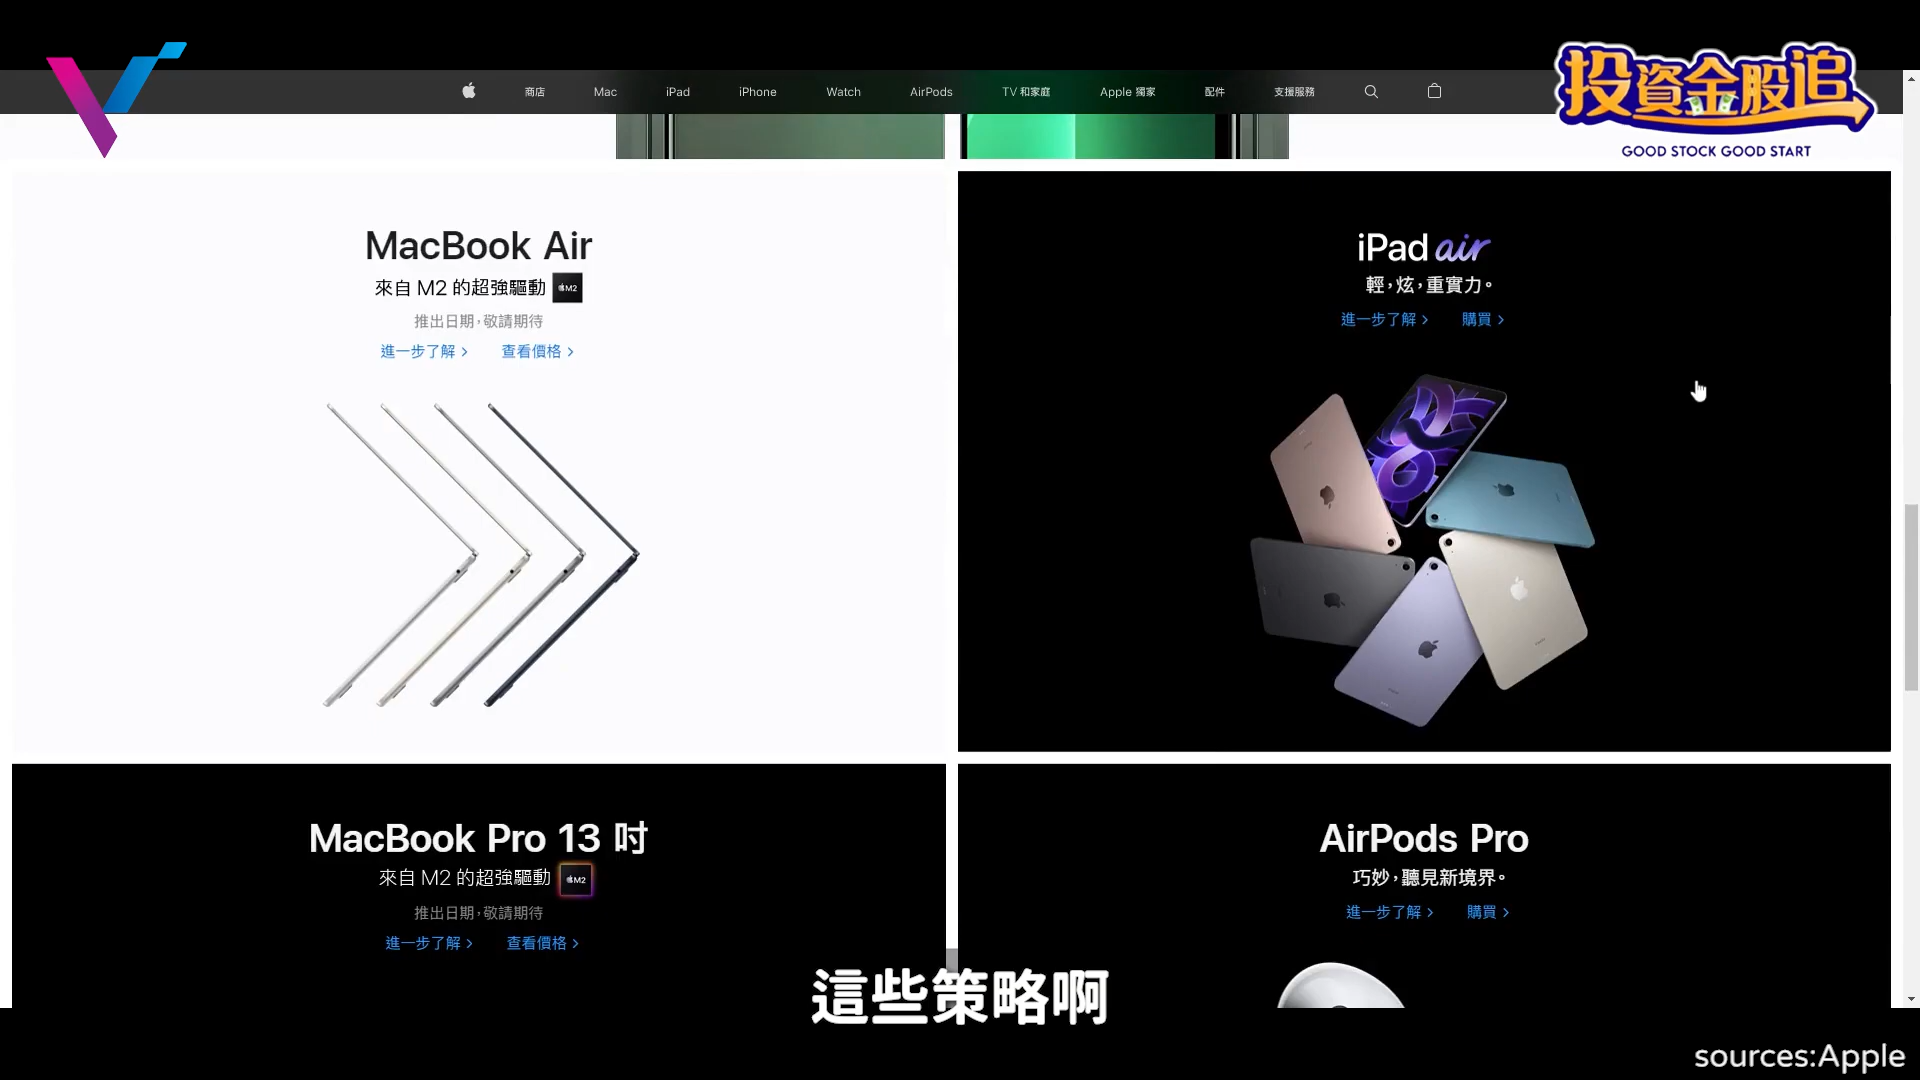 商店 Mac iPad iPhone Watch AirPods TV 和家庭 Apple 獨家 配件 支援服務
投資金股追
GOOD STOCK GOOD START
MacBook Air
來自 M2 的超強驅動 M2
推出日期,敬請期待
進一步了解 > 查看價格 >
iPad air
輕,炫,重實力。
進一步了解 > 購買 >
MacBook Pro 13 吋
來自 M2 的超強驅動 M2
推出日期,敬請期待
進一步了解 > 查看價格 >
AirPods Pro
巧妙,聽見新境界。
進一步了解 > 購買 >
這些策略啊
sources:Apple